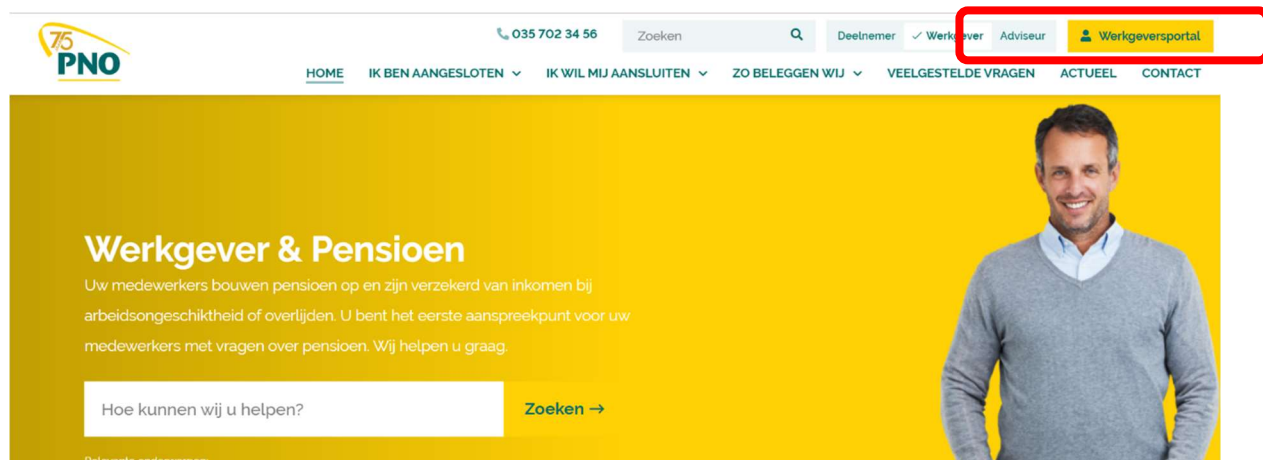 75
PNO
035 702 34 56
Zoeken
Deelnemer
Werkgever
Adviseur
Werkgeversportal
HOME
IK BEN AANGESLOTEN
IK WIL MIJ AANSLUITEN
ZO BELEGGEN WIJ
VEELGESTELDE VRAGEN
ACTUEEL
CONTACT
Werkgever & Pensioen
Uw medewerkers bouwen pensioen op en zijn verzekerd van inkomen bij
arbeidsongeschiktheid of overlijden. U bent het eerste aanspreekpunt voor uw
medewerkers met vragen over pensioen. Wij helpen u graag.
Hoe kunnen wij u helpen?
Zoeken →